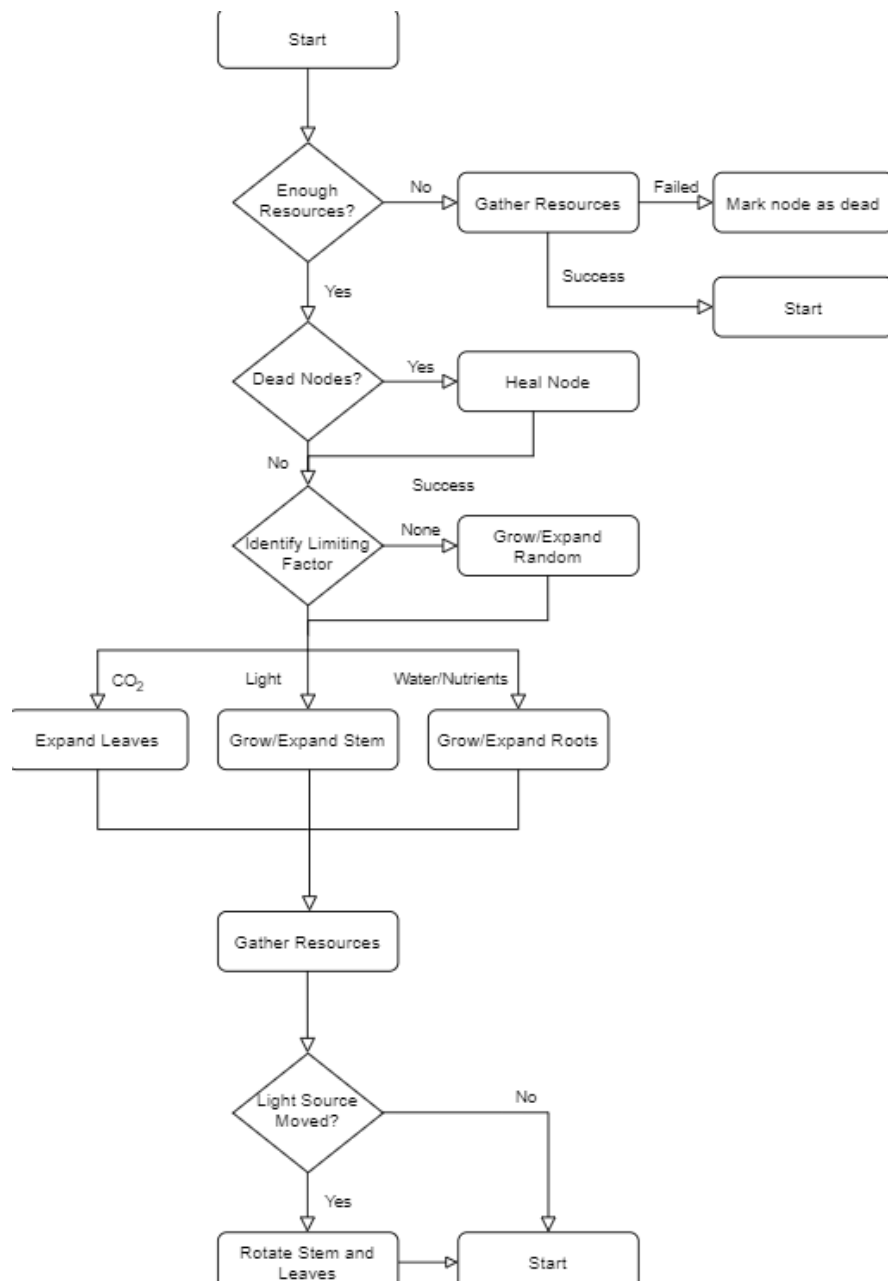 Start
Enough
Resources?
No
Gather Resources
Failed
Mark node as dead
Success
Start
Yes
Dead Nodes?
Yes
Heal Node
No
Success
Identify Limiting
Factor
None
Grow/Expand
Random
CO₂
Light
Water/Nutrients
Expand Leaves
Grow/Expand Stem
Grow/Expand Roots
Gather Resources
Light Source
Moved?
No
Yes
Rotate Stem and
Leaves
Start